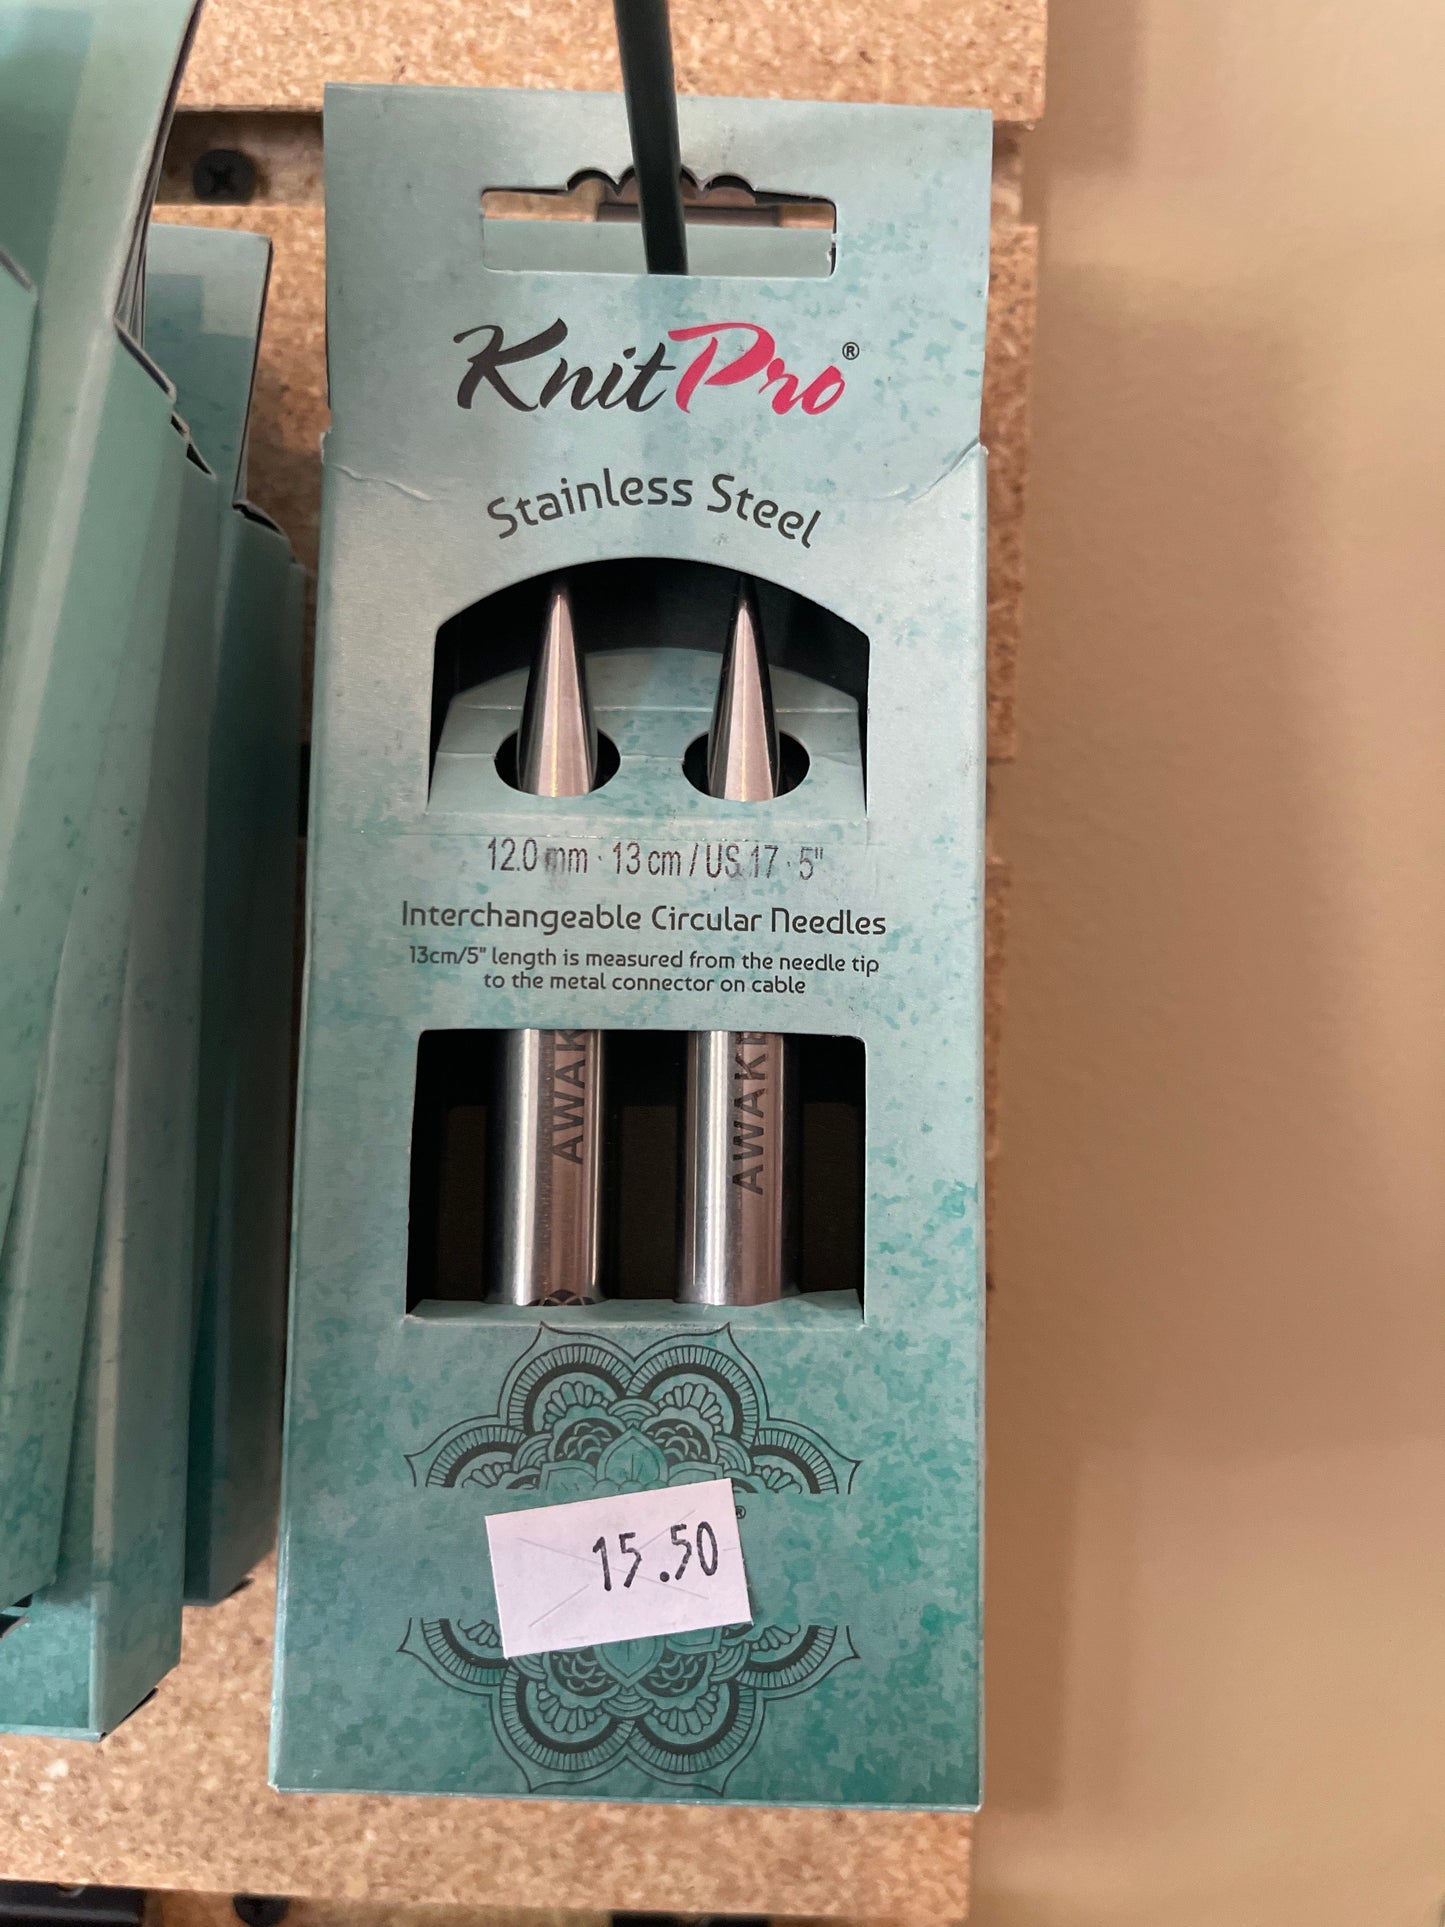 KnitPro®
Stainless Steel
12.0 mm · 13 cm / US 17 · 5"
Interchangeable Circular Needles
13cm/5" length is measured from the needle tip
to the metal connector on cable
AWAK
AWAK
15.50